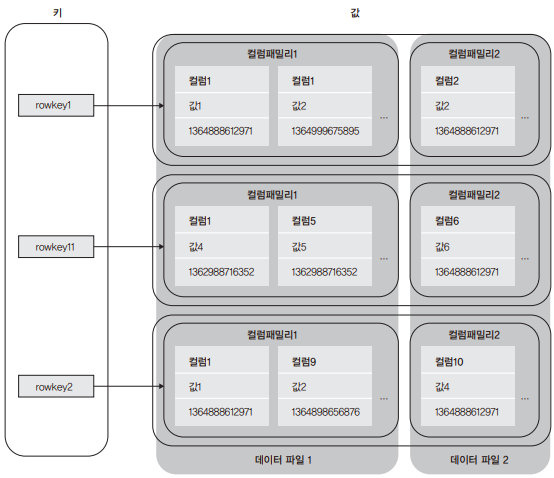 키
값
rowkey1
컬럼패밀리1
컬럼1
값1
1364888612971
컬럼1
값2
1364999675895
...
컬럼패밀리2
컬럼2
값2
1364888612971
...
rowkey11
컬럼패밀리1
컬럼1
값4
1362988716352
컬럼5
값5
1362988716352
...
컬럼패밀리2
컬럼6
값6
1364888612971
...
rowkey2
컬럼패밀리1
컬럼1
값1
1364888612971
컬럼9
값2
1364898656876
...
컬럼패밀리2
컬럼10
값4
1364888612971
...
데이터 파일 1
데이터 파일 2